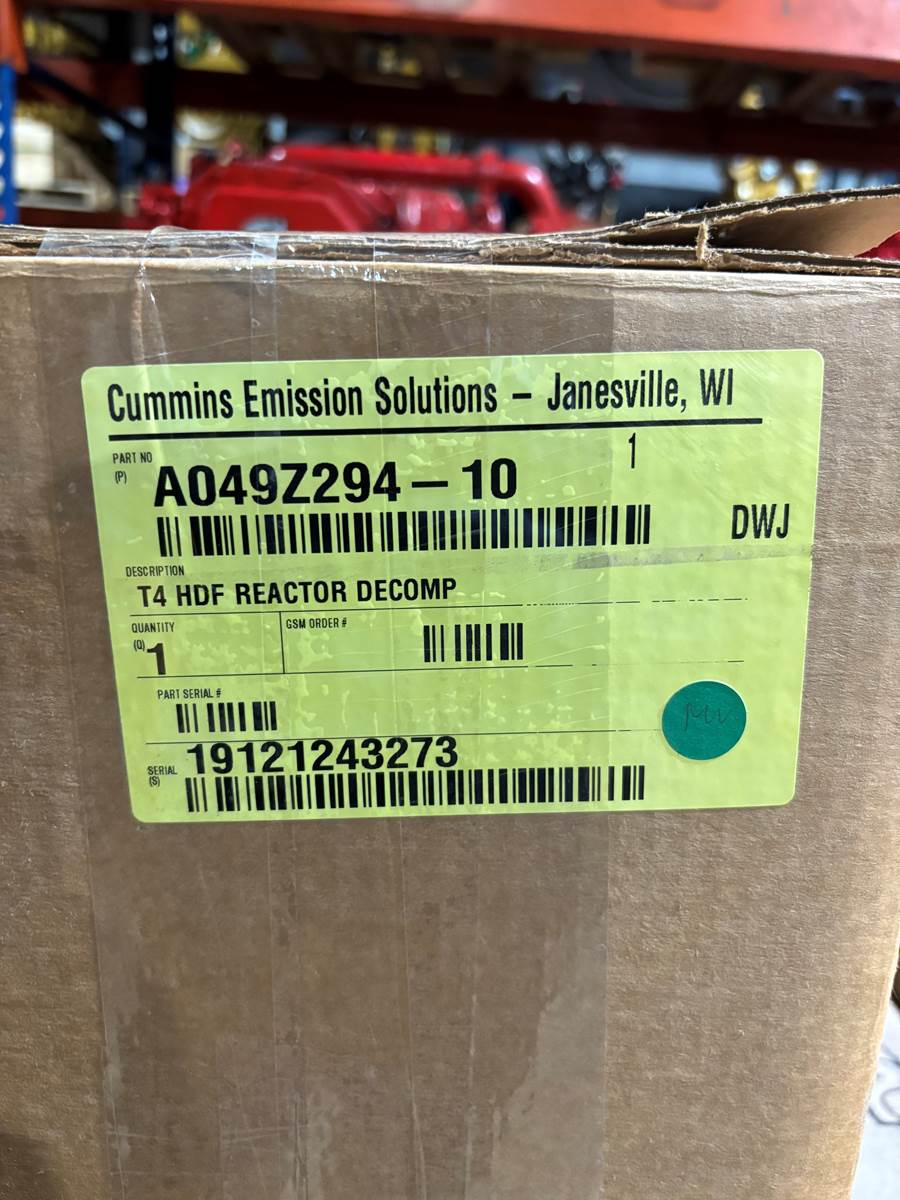 Cummins Emission Solutions – Janesville, WI
PART NO
(P)
A049Z294–10
1
DWJ
DESCRIPTION
T4 HDF REACTOR DECOMP
QUANTITY
(Q)
1
GSM ORDER #
PART SERIAL #
SERIAL
(S)
19121243273